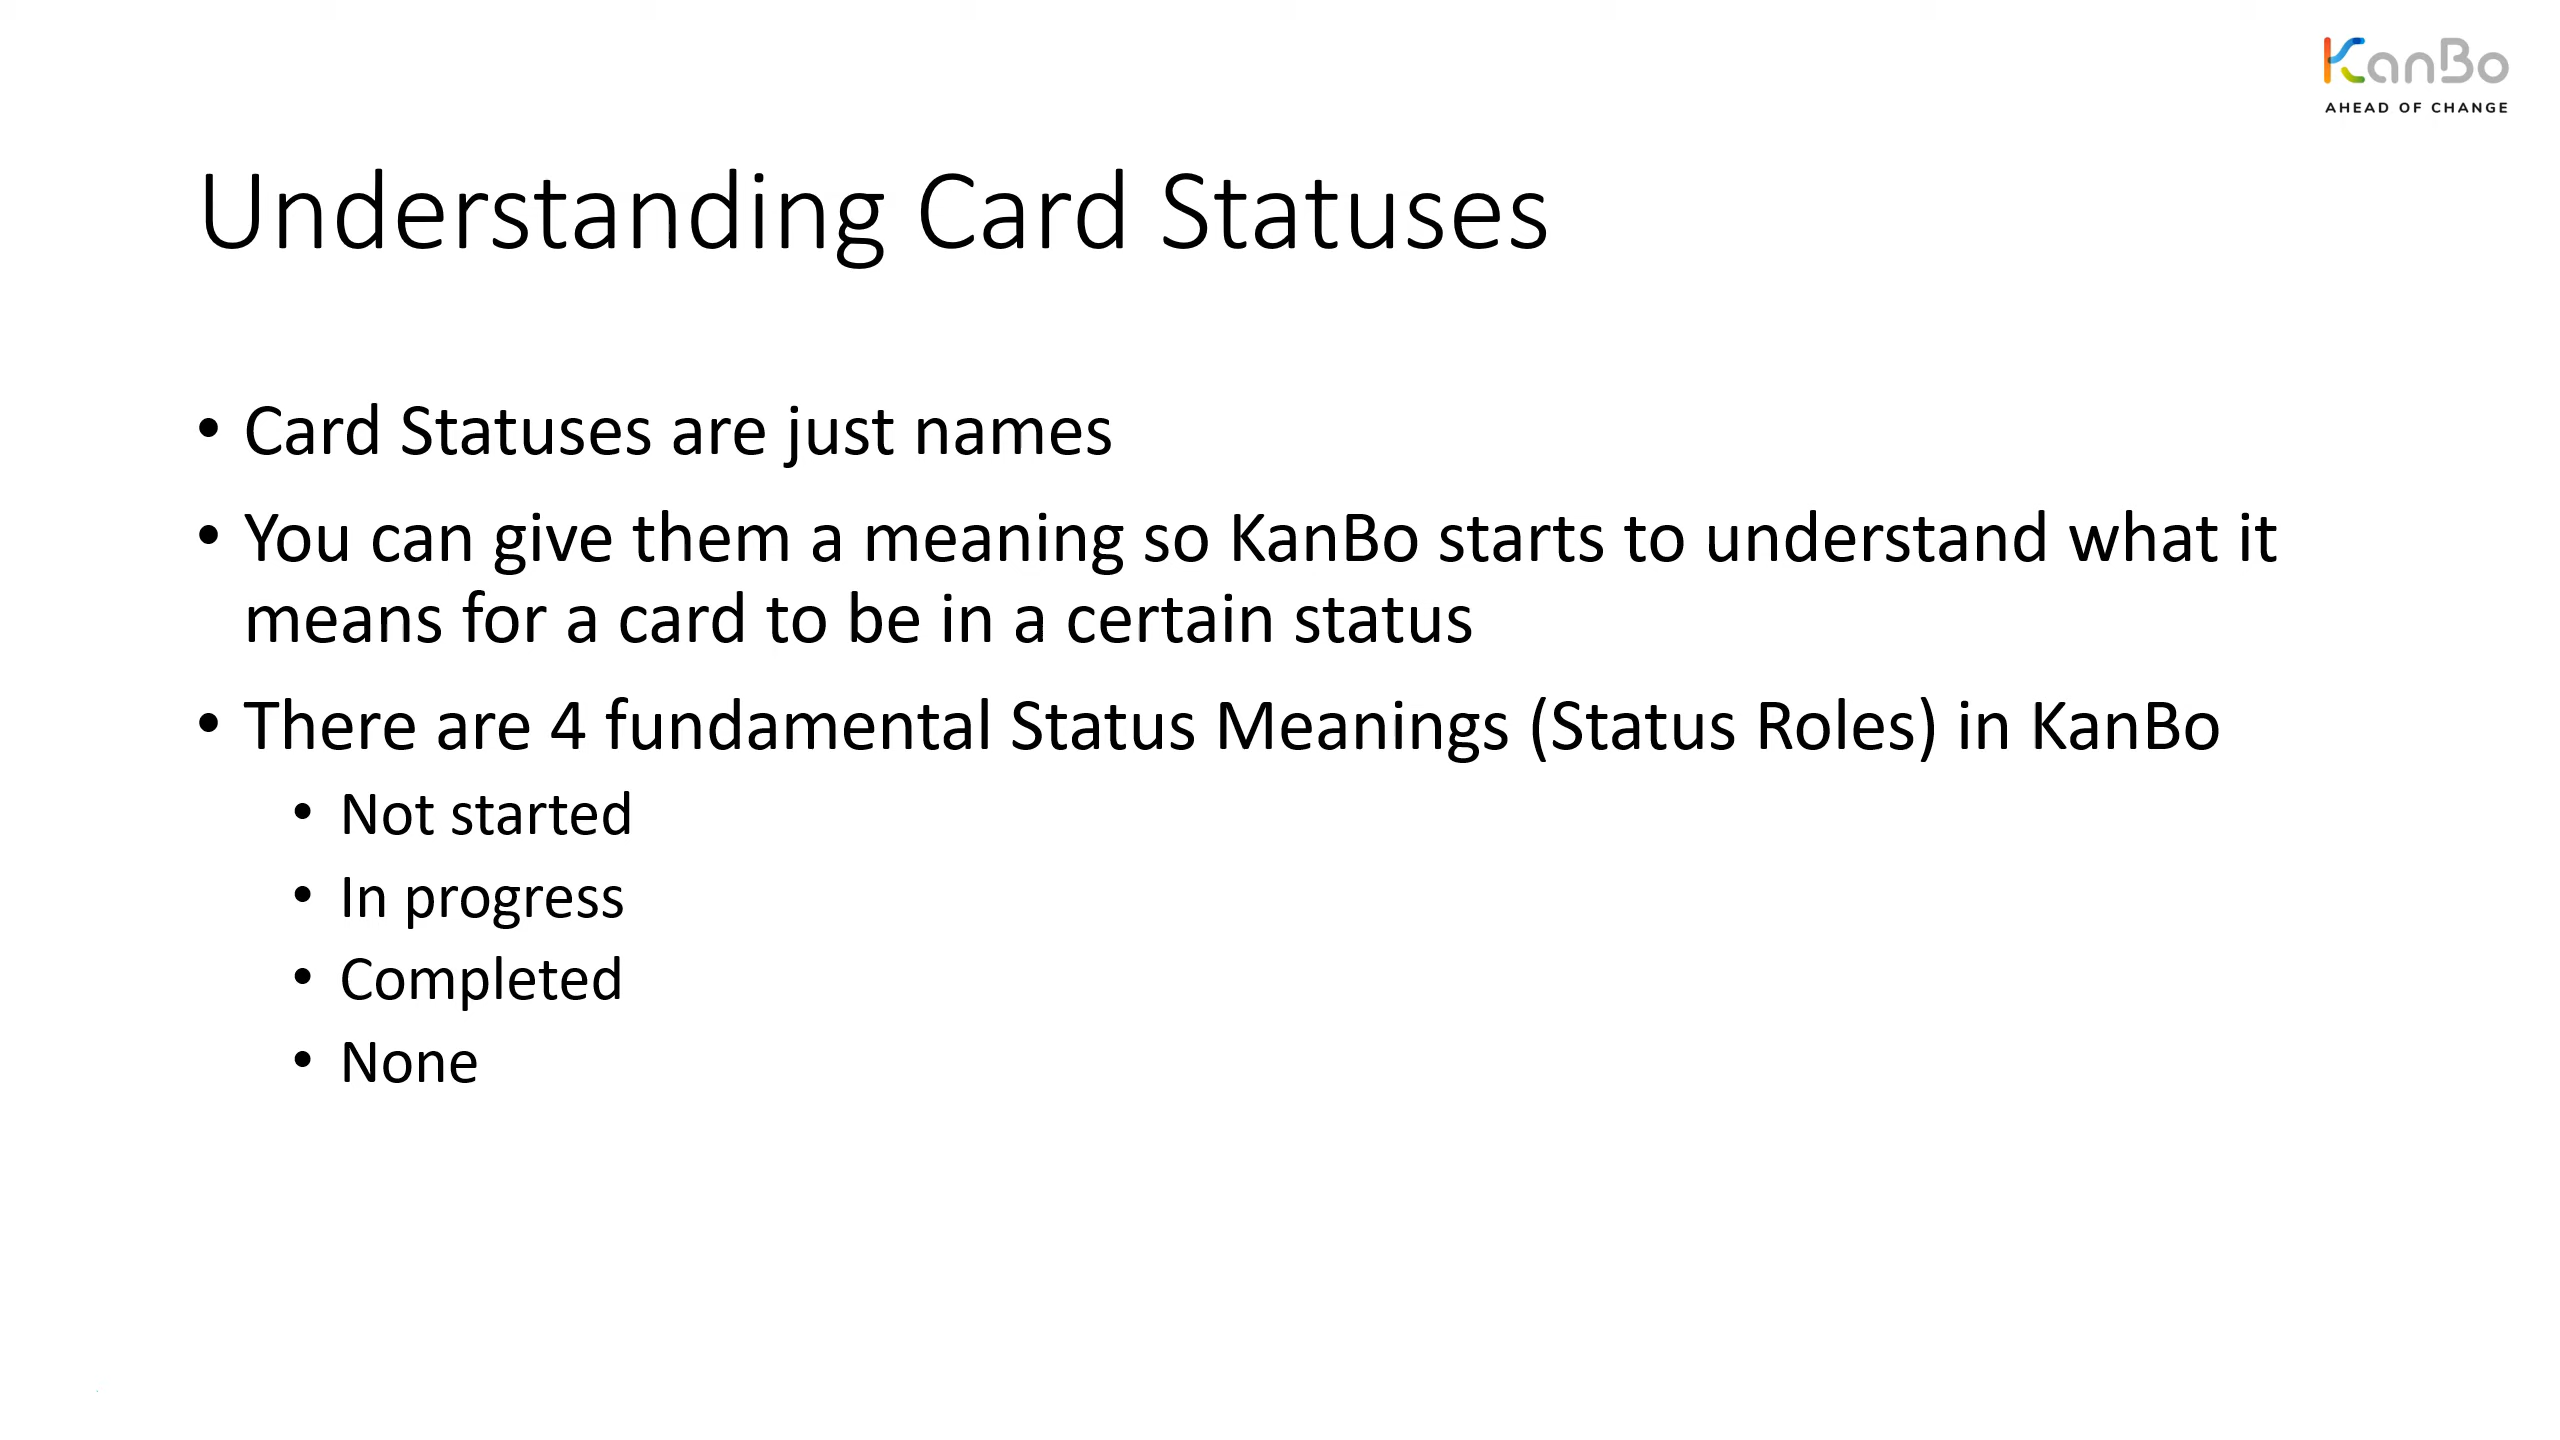 KanBo
AHEAD OF CHANGE
Understanding Card Statuses
• Card Statuses are just names
• You can give them a meaning so KanBo starts to understand what it
means for a card to be in a certain status
• There are 4 fundamental Status Meanings (Status Roles) in KanBo
• Not started
• In progress
• Completed
• None